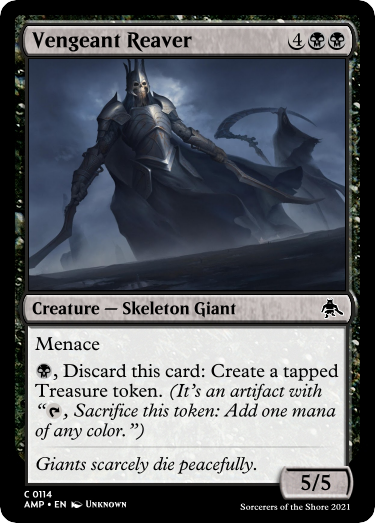 Vengeant Reaver 4
Creature — Skeleton Giant
Menace
, Discard this card: Create a tapped
Treasure token. (It's an artifact with
“, Sacrifice this token: Add one mana
of any color.”)
Giants scarcely die peacefully.
5/5
C 0114
AMP • EN Unknown
Sorcerers of the Shore 2021